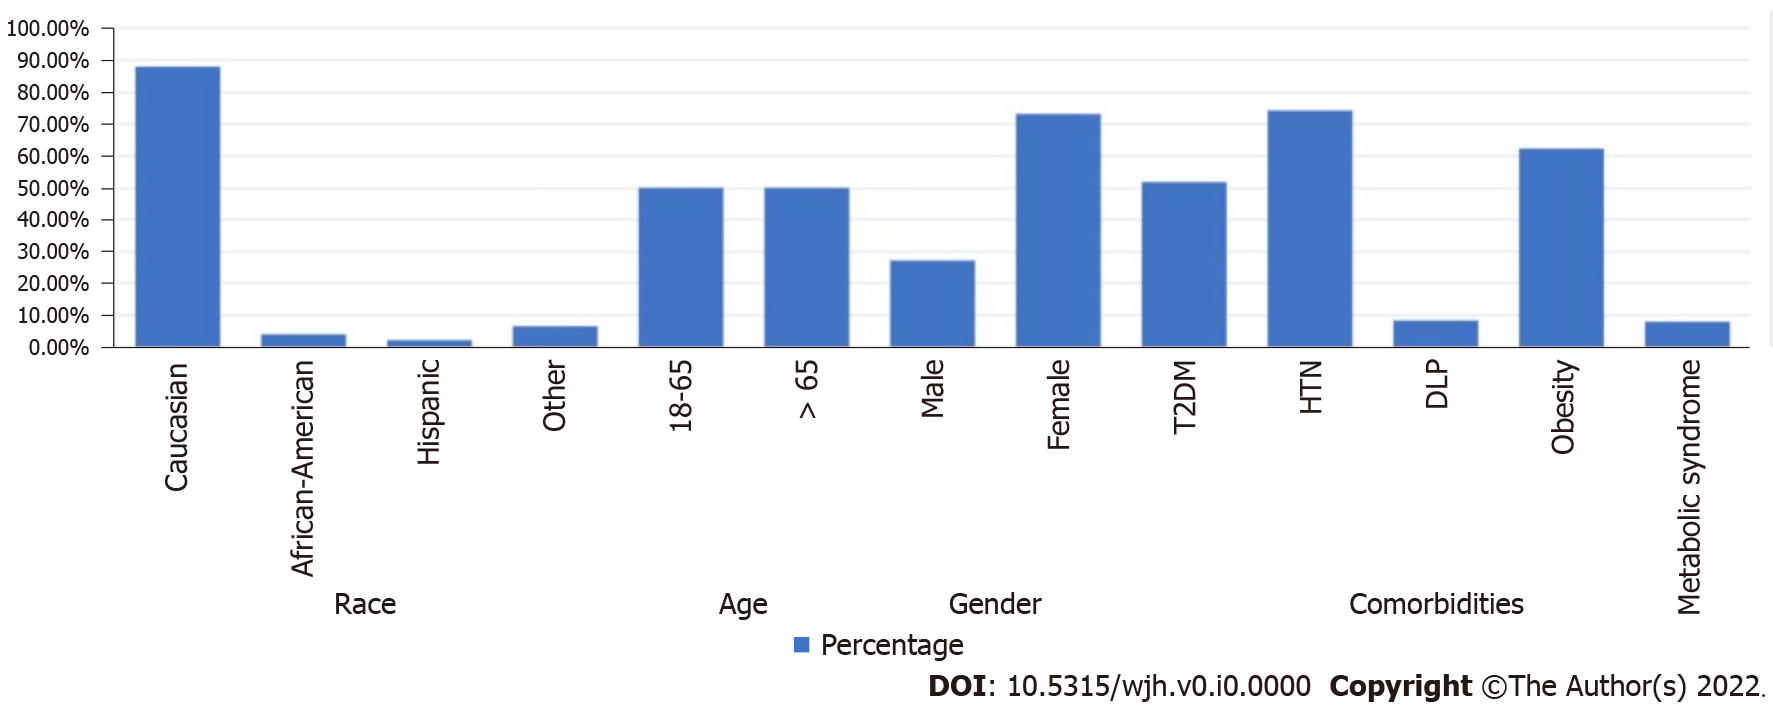 100.00%
90.00%
80.00%
70.00%
60.00%
50.00%
40.00%
30.00%
20.00%
10.00%
0.00%
Caucasian
African-American
Hispanic
Other
18-65
> 65
Male
Female
T2DM
HTN
DLP
Obesity
Metabolic syndrome
Race
Age
Gender
Comorbidities
Percentage
DOI: 10.5315/wjh.v0.i0.0000 Copyright ©The Author(s) 2022.